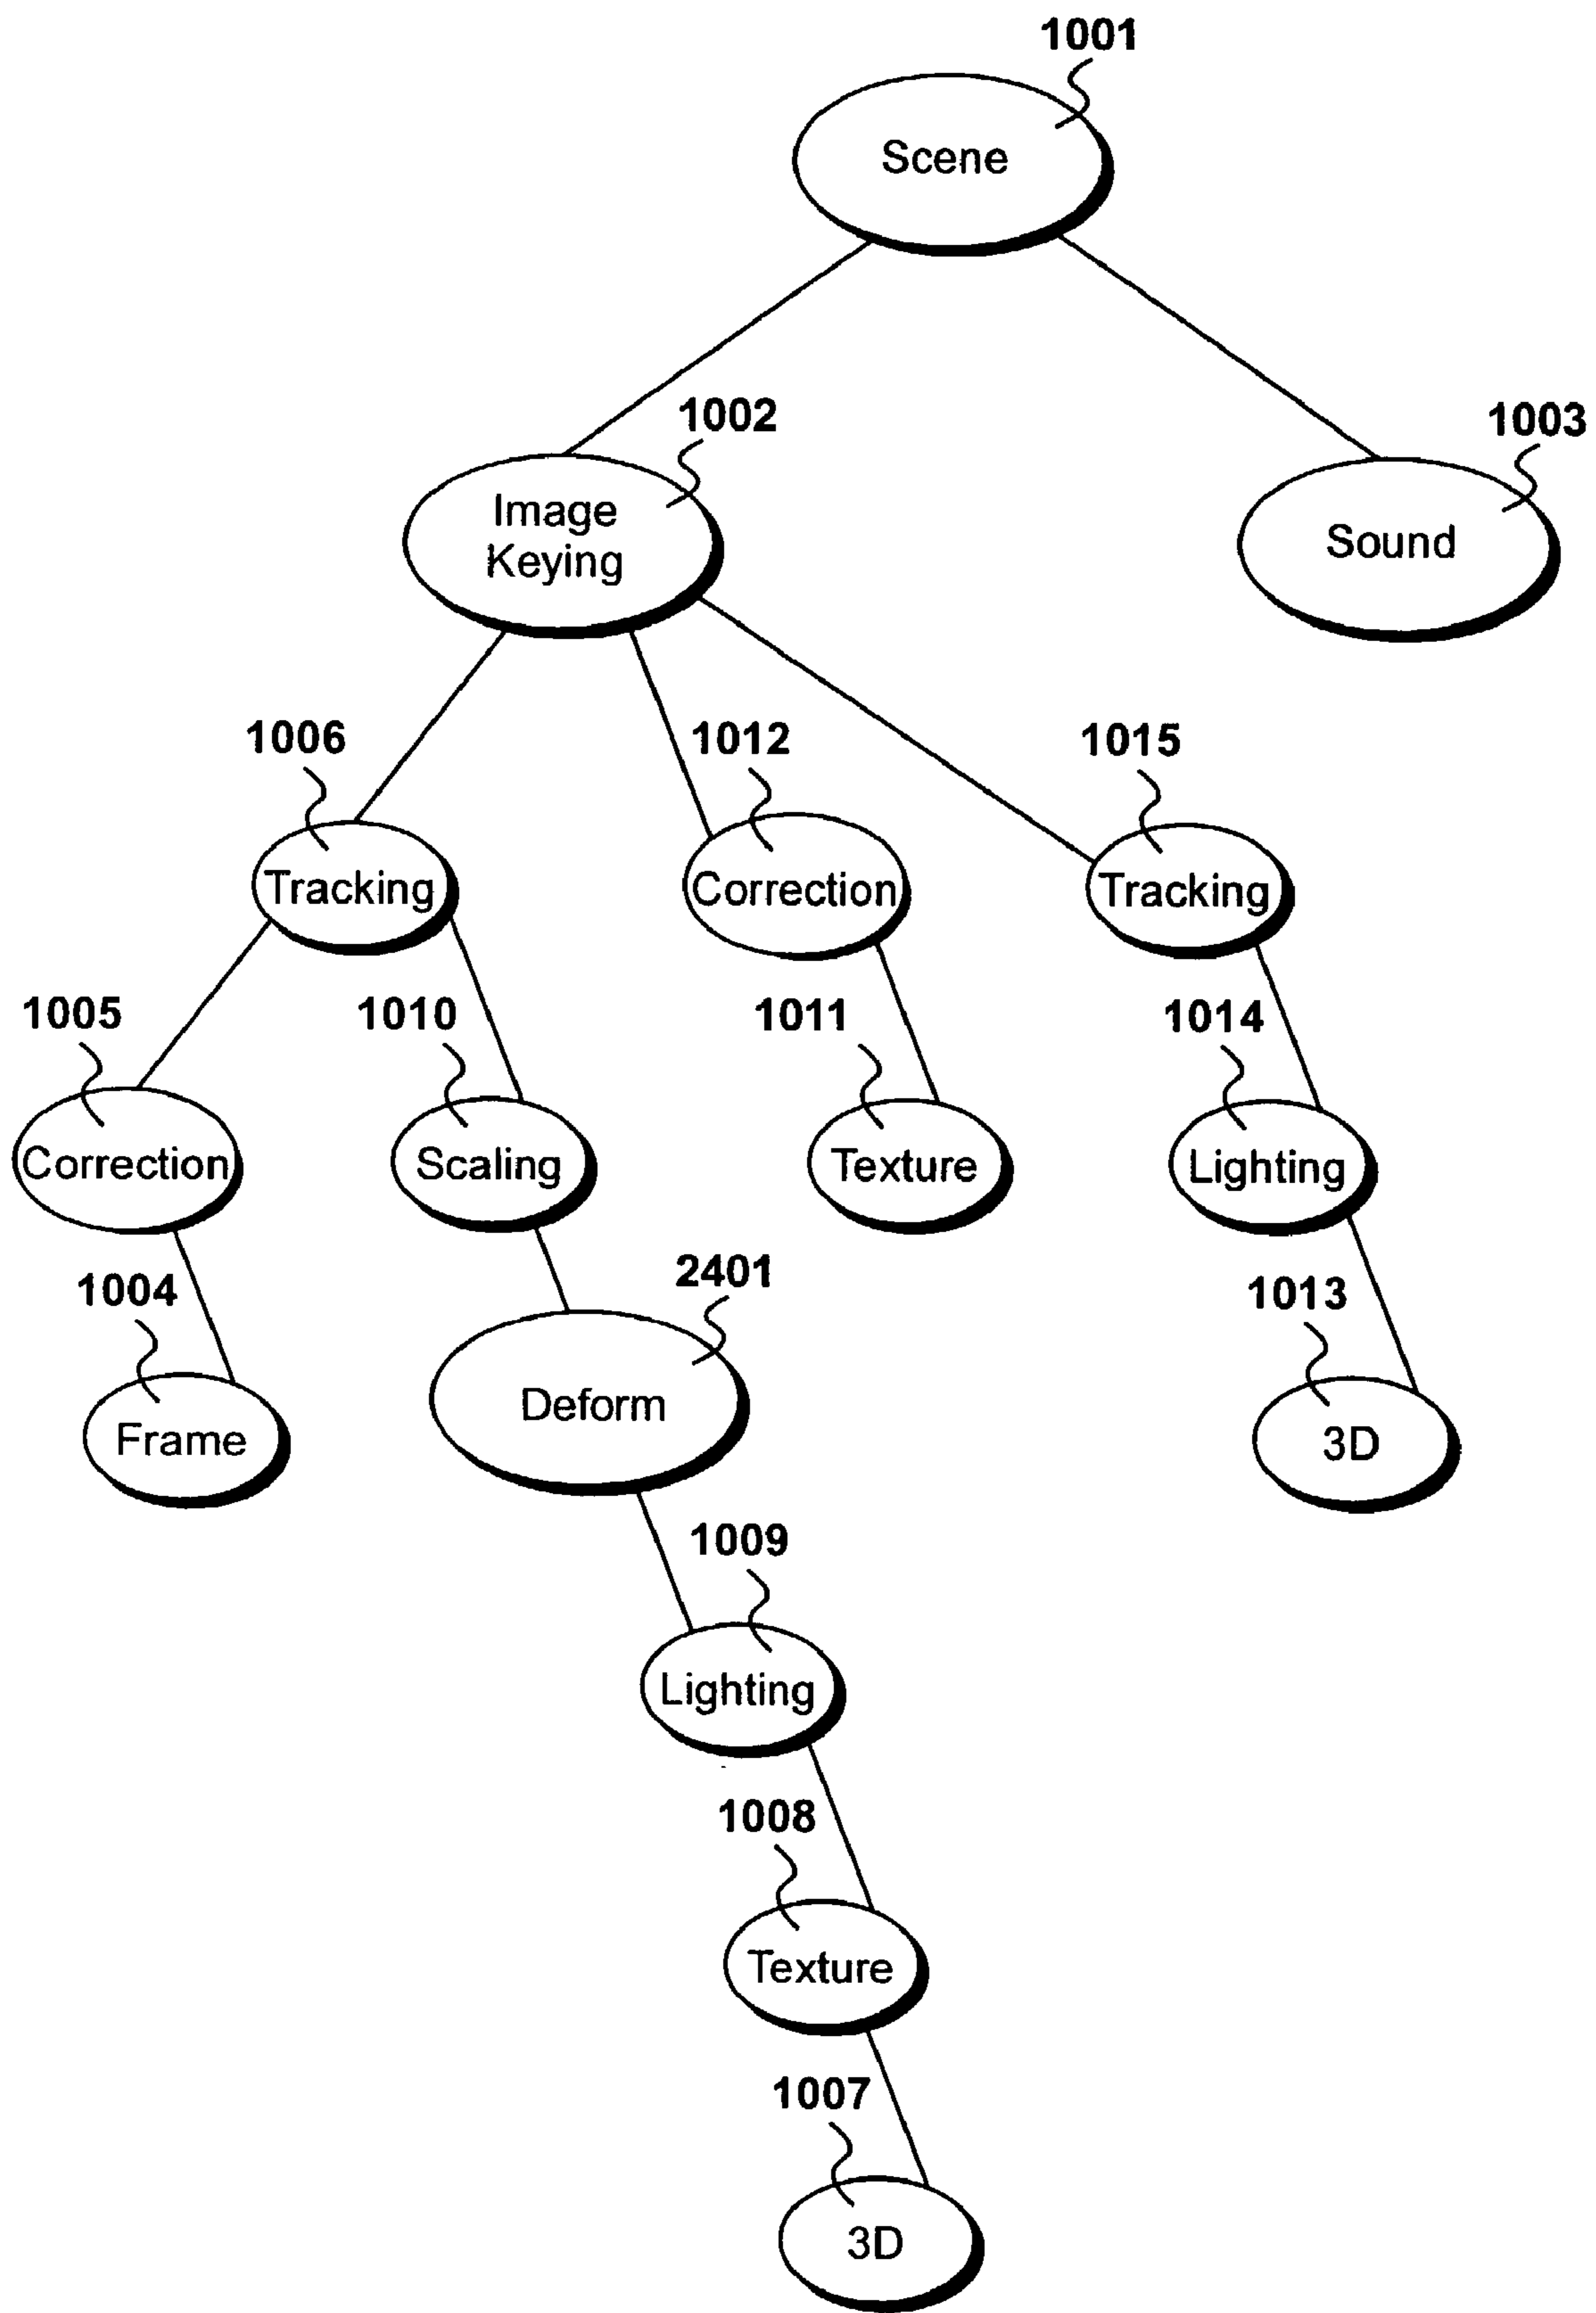 1001
Scene
1002
1003
Image
Keying
Sound
1006
1012
1015
Tracking
Correction
Tracking
1005
1010
1011
1014
Correction
Scaling
Texture
Lighting
1004
2401
1013
Frame
Deform
3D
1009
Lighting
1008
Texture
1007
3D